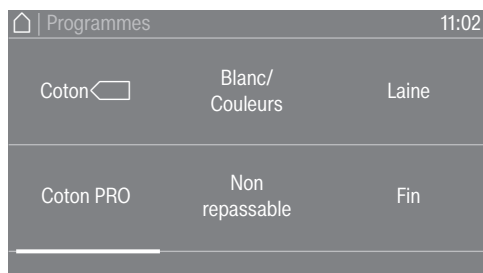 | Programmes
11:02
Coton
Blanc/
Couleurs
Laine
Coton PRO
Non
repassable
Fin